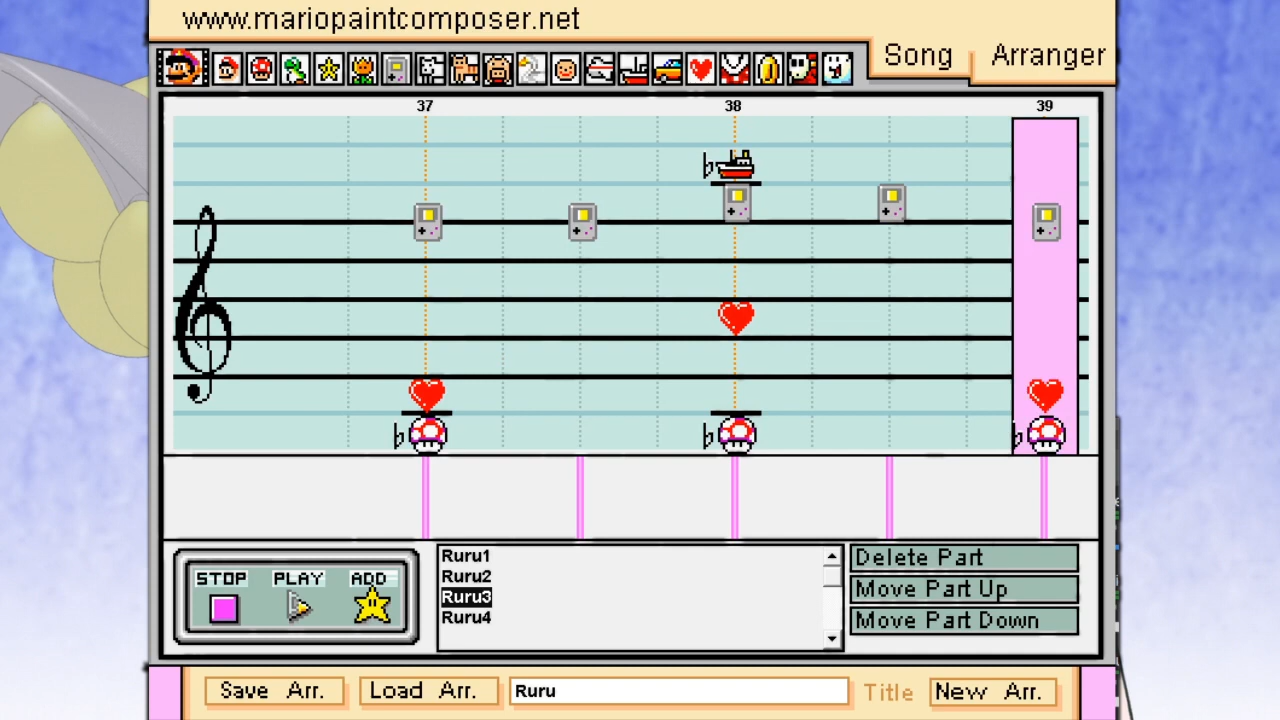 www.mariopaintcomposer.net
Song
Arranger
37
38
39
STOP
PLAY
ADD
Ruru1
Ruru2
Ruru3
Ruru4
Delete Part
Move Part Up
Move Part Down
Save Arr.
Load Arr.
Ruru
Title
New Arr.